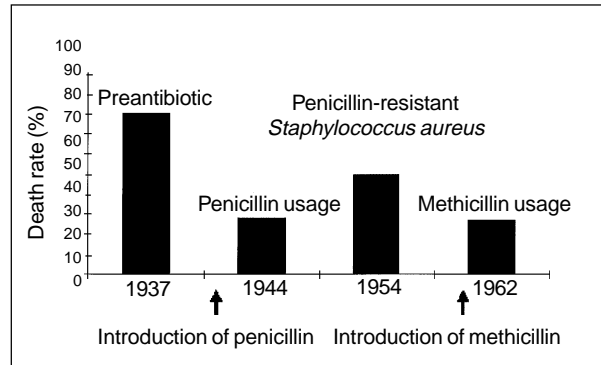 Death rate (%)
100
90
80
70
60
50
40
30
20
10
0
Preantibiotic
Penicillin-resistant
Staphylococcus aureus
Penicillin usage
Methicillin usage
1937
1944
1954
1962
Introduction of penicillin
Introduction of methicillin